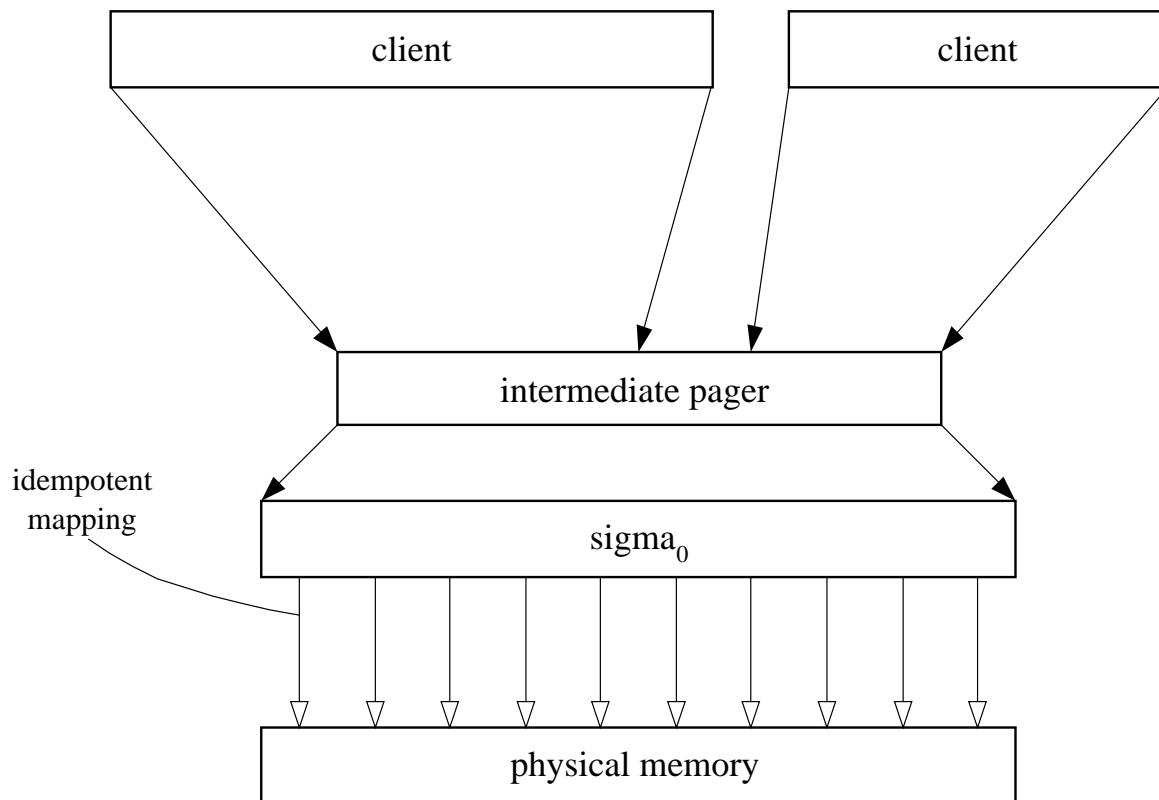 client
client
intermediate pager
idempotent
mapping
sigma₀
physical memory